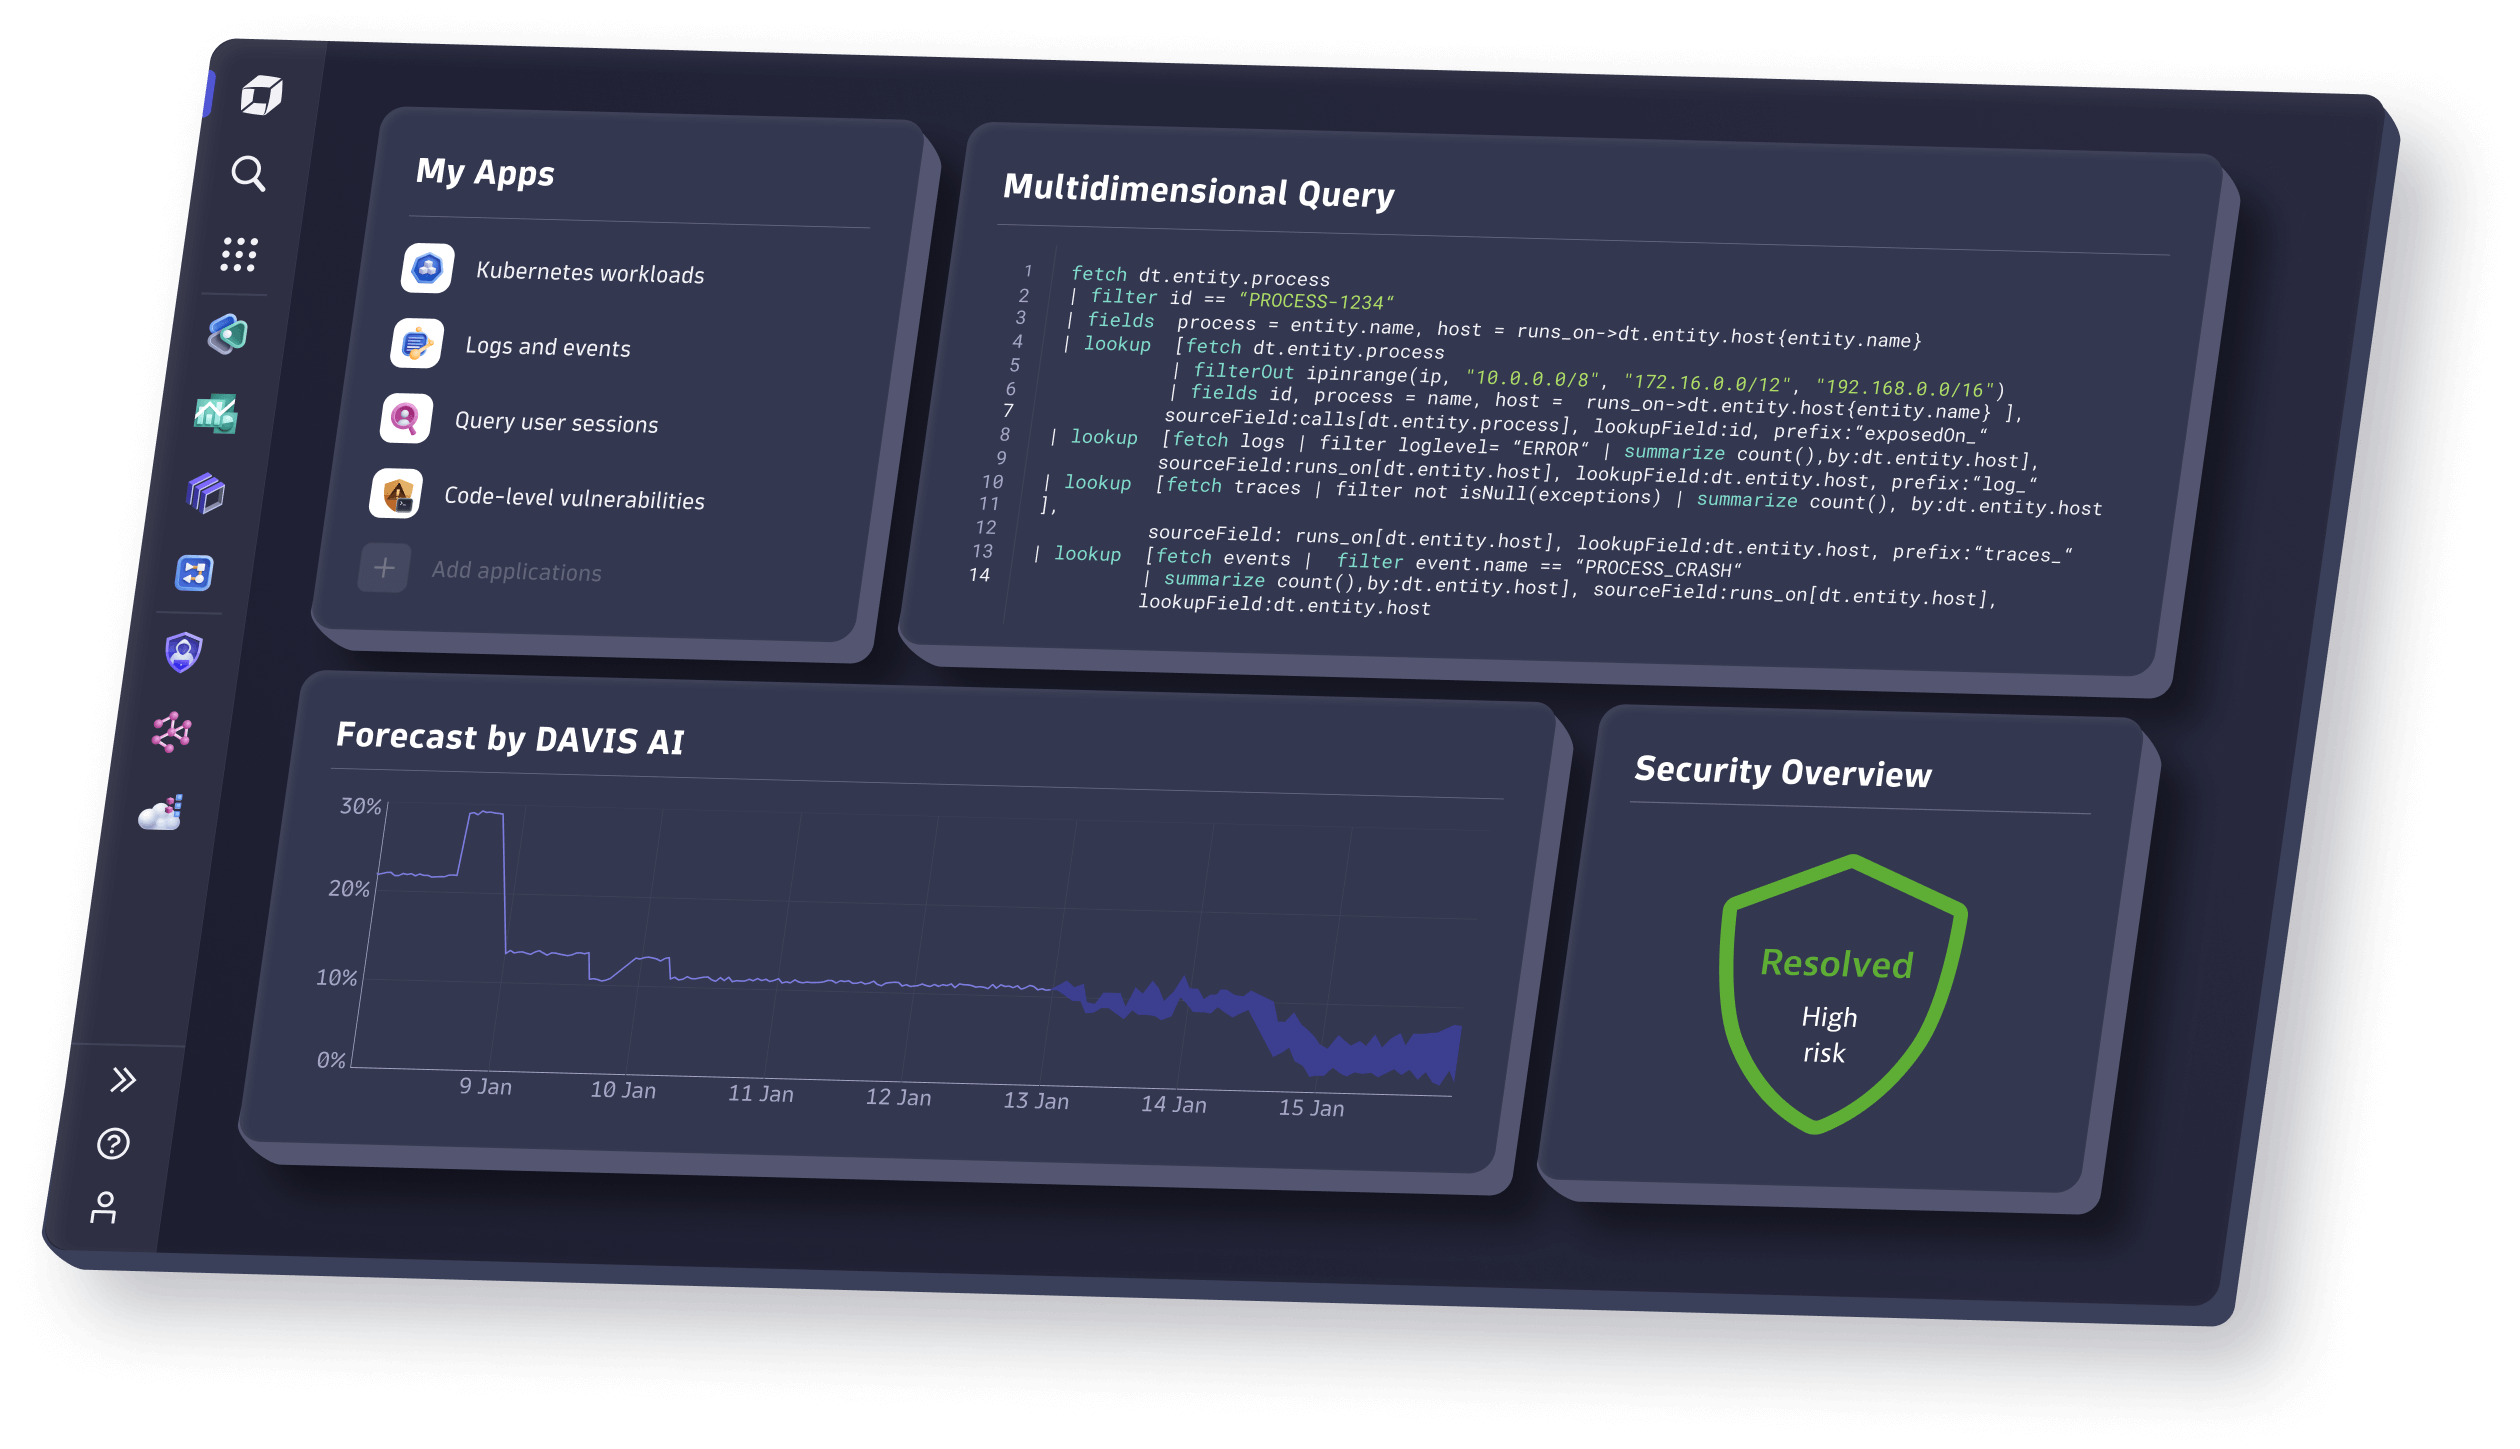 My Apps
Kubernetes workloads
Logs and events
Query user sessions
Code-level vulnerabilities
Add applications
Multidimensional Query
1 fetch dt.entity.process
2 | filter id == “PROCESS-1234“
3 | fields  process = entity.name, host = runs_on->dt.entity.host{entity.name}
4 | lookup  [fetch dt.entity.process
5 | filterOut ipinrange(ip, "10.0.0.0/8", "172.16.0.0/12", "192.168.0.0/16")
6 | fields id, process = name, host =  runs_on->dt.entity.host{entity.name} ],
7 sourceField:calls[dt.entity.process], lookupField:id, prefix:“exposedOn_“
8 | lookup  [fetch logs | filter loglevel= “ERROR“ | summarize count(),by:dt.entity.host],
9 sourceField:runs_on[dt.entity.host], lookupField:dt.entity.host, prefix:“log_“
10 | lookup  [fetch traces | filter not isNull(exceptions) | summarize count(), by:dt.entity.host
11 ],
12 sourceField: runs_on[dt.entity.host], lookupField:dt.entity.host, prefix:“traces_“
13 | lookup  [fetch events |  filter event.name == “PROCESS_CRASH“
14 | summarize count(),by:dt.entity.host], sourceField:runs_on[dt.entity.host],
lookupField:dt.entity.host
Forecast by DAVIS AI
30%
20%
10%
0%
9 Jan 10 Jan 11 Jan 12 Jan 13 Jan 14 Jan 15 Jan
Security Overview
Resolved
High
risk